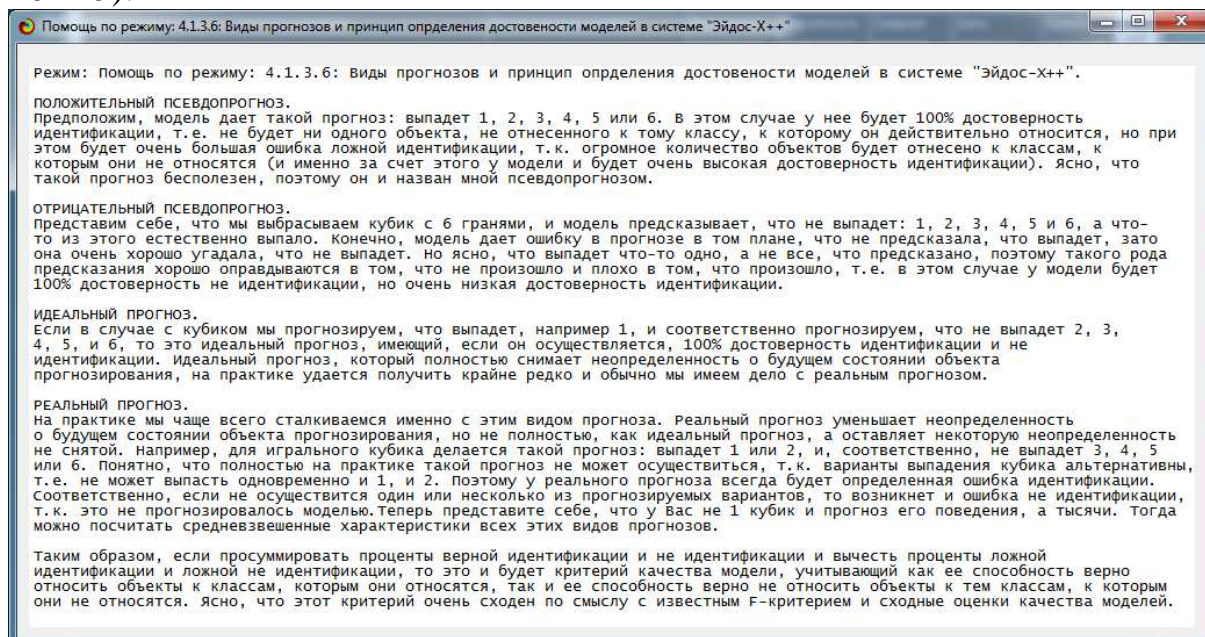 Помощь по режиму: 4.1.3.6: Виды прогнозов и принцип опрделения достовености моделей в системе "Эйдос-Х++"
Режим: Помощь по режиму: 4.1.3.6: Виды прогнозов и принцип опрделения достовености моделей в системе "Эйдос-Х++".
ПОЛОЖИТЕЛЬНЫЙ ПСЕВДОПРОГНОЗ.
Предположим, модель дает такой прогноз: выпадет 1, 2, 3, 4, 5 или 6. В этом случае у нее будет 100% достоверность
идентификации, т.е. не будет ни одного объекта, не отнесенного к тому классу, к которому он действительно относится, но при
этом будет очень большая ошибка ложной идентификации, т.к. огромное количество объектов будет отнесено к классам, к
которым они не относятся (и именно за счет этого у модели и будет очень высокая достоверность идентификации). Ясно, что
такой прогноз бесполезен, поэтому он и назван мной псевдопрогнозом.
ОТРИЦАТЕЛЬНЫЙ ПСЕВДОПРОГНОЗ.
Представим себе, что мы выбрасываем кубик с 6 гранями, и модель предсказывает, что не выпадет: 1, 2, 3, 4, 5 и 6, а что-
то из этого естественно выпало. Конечно, модель дает ошибку в прогнозе в том плане, что не предсказала, что выпадет, зато
она очень хорошо угадала, что не выпадет. Но ясно, что выпадет что-то одно, а не все, что предсказано, поэтому такого рода
предсказания хорошо оправдываются в том, что не произошло и плохо в том, что произошло, т.е. в этом случае у модели будет
100% достоверность не идентификации, но очень низкая достоверность идентификации.
ИДЕАЛЬНЫЙ ПРОГНОЗ.
Если в случае с кубиком мы прогнозируем, что выпадет, например 1, и соответственно прогнозируем, что не выпадет 2, 3,
4, 5, и 6, то это идеальный прогноз, имеющий, если он осуществляется, 100% достоверность идентификации и не
идентификации. Идеальный прогноз, который полностью снимает неопределенность о будущем состоянии объекта
прогнозирования, на практике удается получить крайне редко и обычно мы имеем дело с реальным прогнозом.
РЕАЛЬНЫЙ ПРОГНОЗ.
На практике мы чаще всего сталкиваемся именно с этим видом прогноза. Реальный прогноз уменьшает неопределенность
о будущем состоянии объекта прогнозирования, но не полностью, как идеальный прогноз, а оставляет некоторую неопределенность
не снятой. Например, для игрального кубика делается такой прогноз: выпадет 1 или 2, и, соответственно, не выпадет 3, 4, 5
или 6. Понятно, что полностью на практике такой прогноз не может осуществиться, т.к. варианты выпадения кубика альтернативны,
т.е. не может выпасть одновременно и 1, и 2. Поэтому у реального прогноза всегда будет определенная ошибка идентификации.
Соответственно, если не осуществится один или несколько из прогнозируемых вариантов, то возникнет и ошибка не идентификации,
т.к. это не прогнозировалось моделью.Теперь представите себе, что у Вас не 1 кубик и прогноз его поведения, а тысячи. Тогда
можно посчитать средневзвешенные характеристики всех этих видов прогнозов.
Таким образом, если просуммировать проценты верной идентификации и не идентификации и вычесть проценты ложной
идентификации и ложной не идентификации, то это и будет критерий качества модели, учитывающий как ее способность верно
относить объекты к классам, которым они относятся, так и ее способность верно не относить объекты к тем классам, к которым
они не относятся. Ясно, что этот критерий очень сходен по смыслу с известным F-критерием и сходные оценки качества моделей.